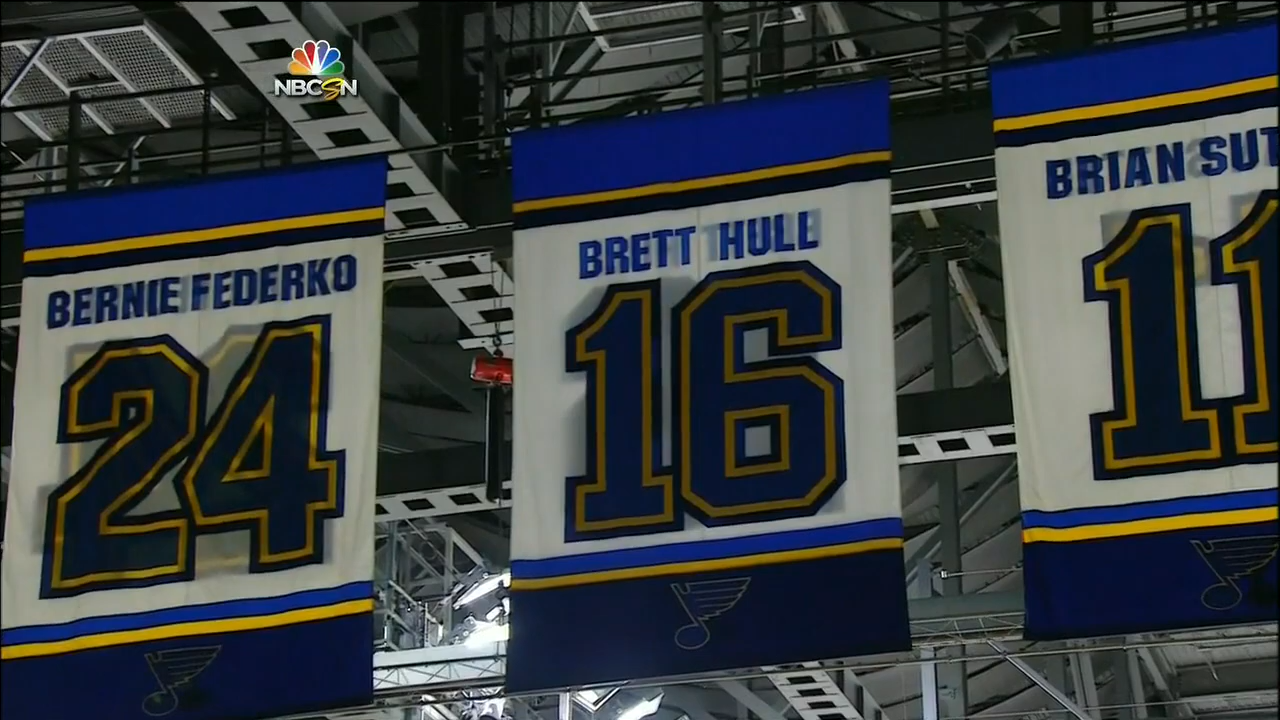 NBCSN
BERNIE FEDERKO
24
BRETT HULL
16
BRIAN SUT
11